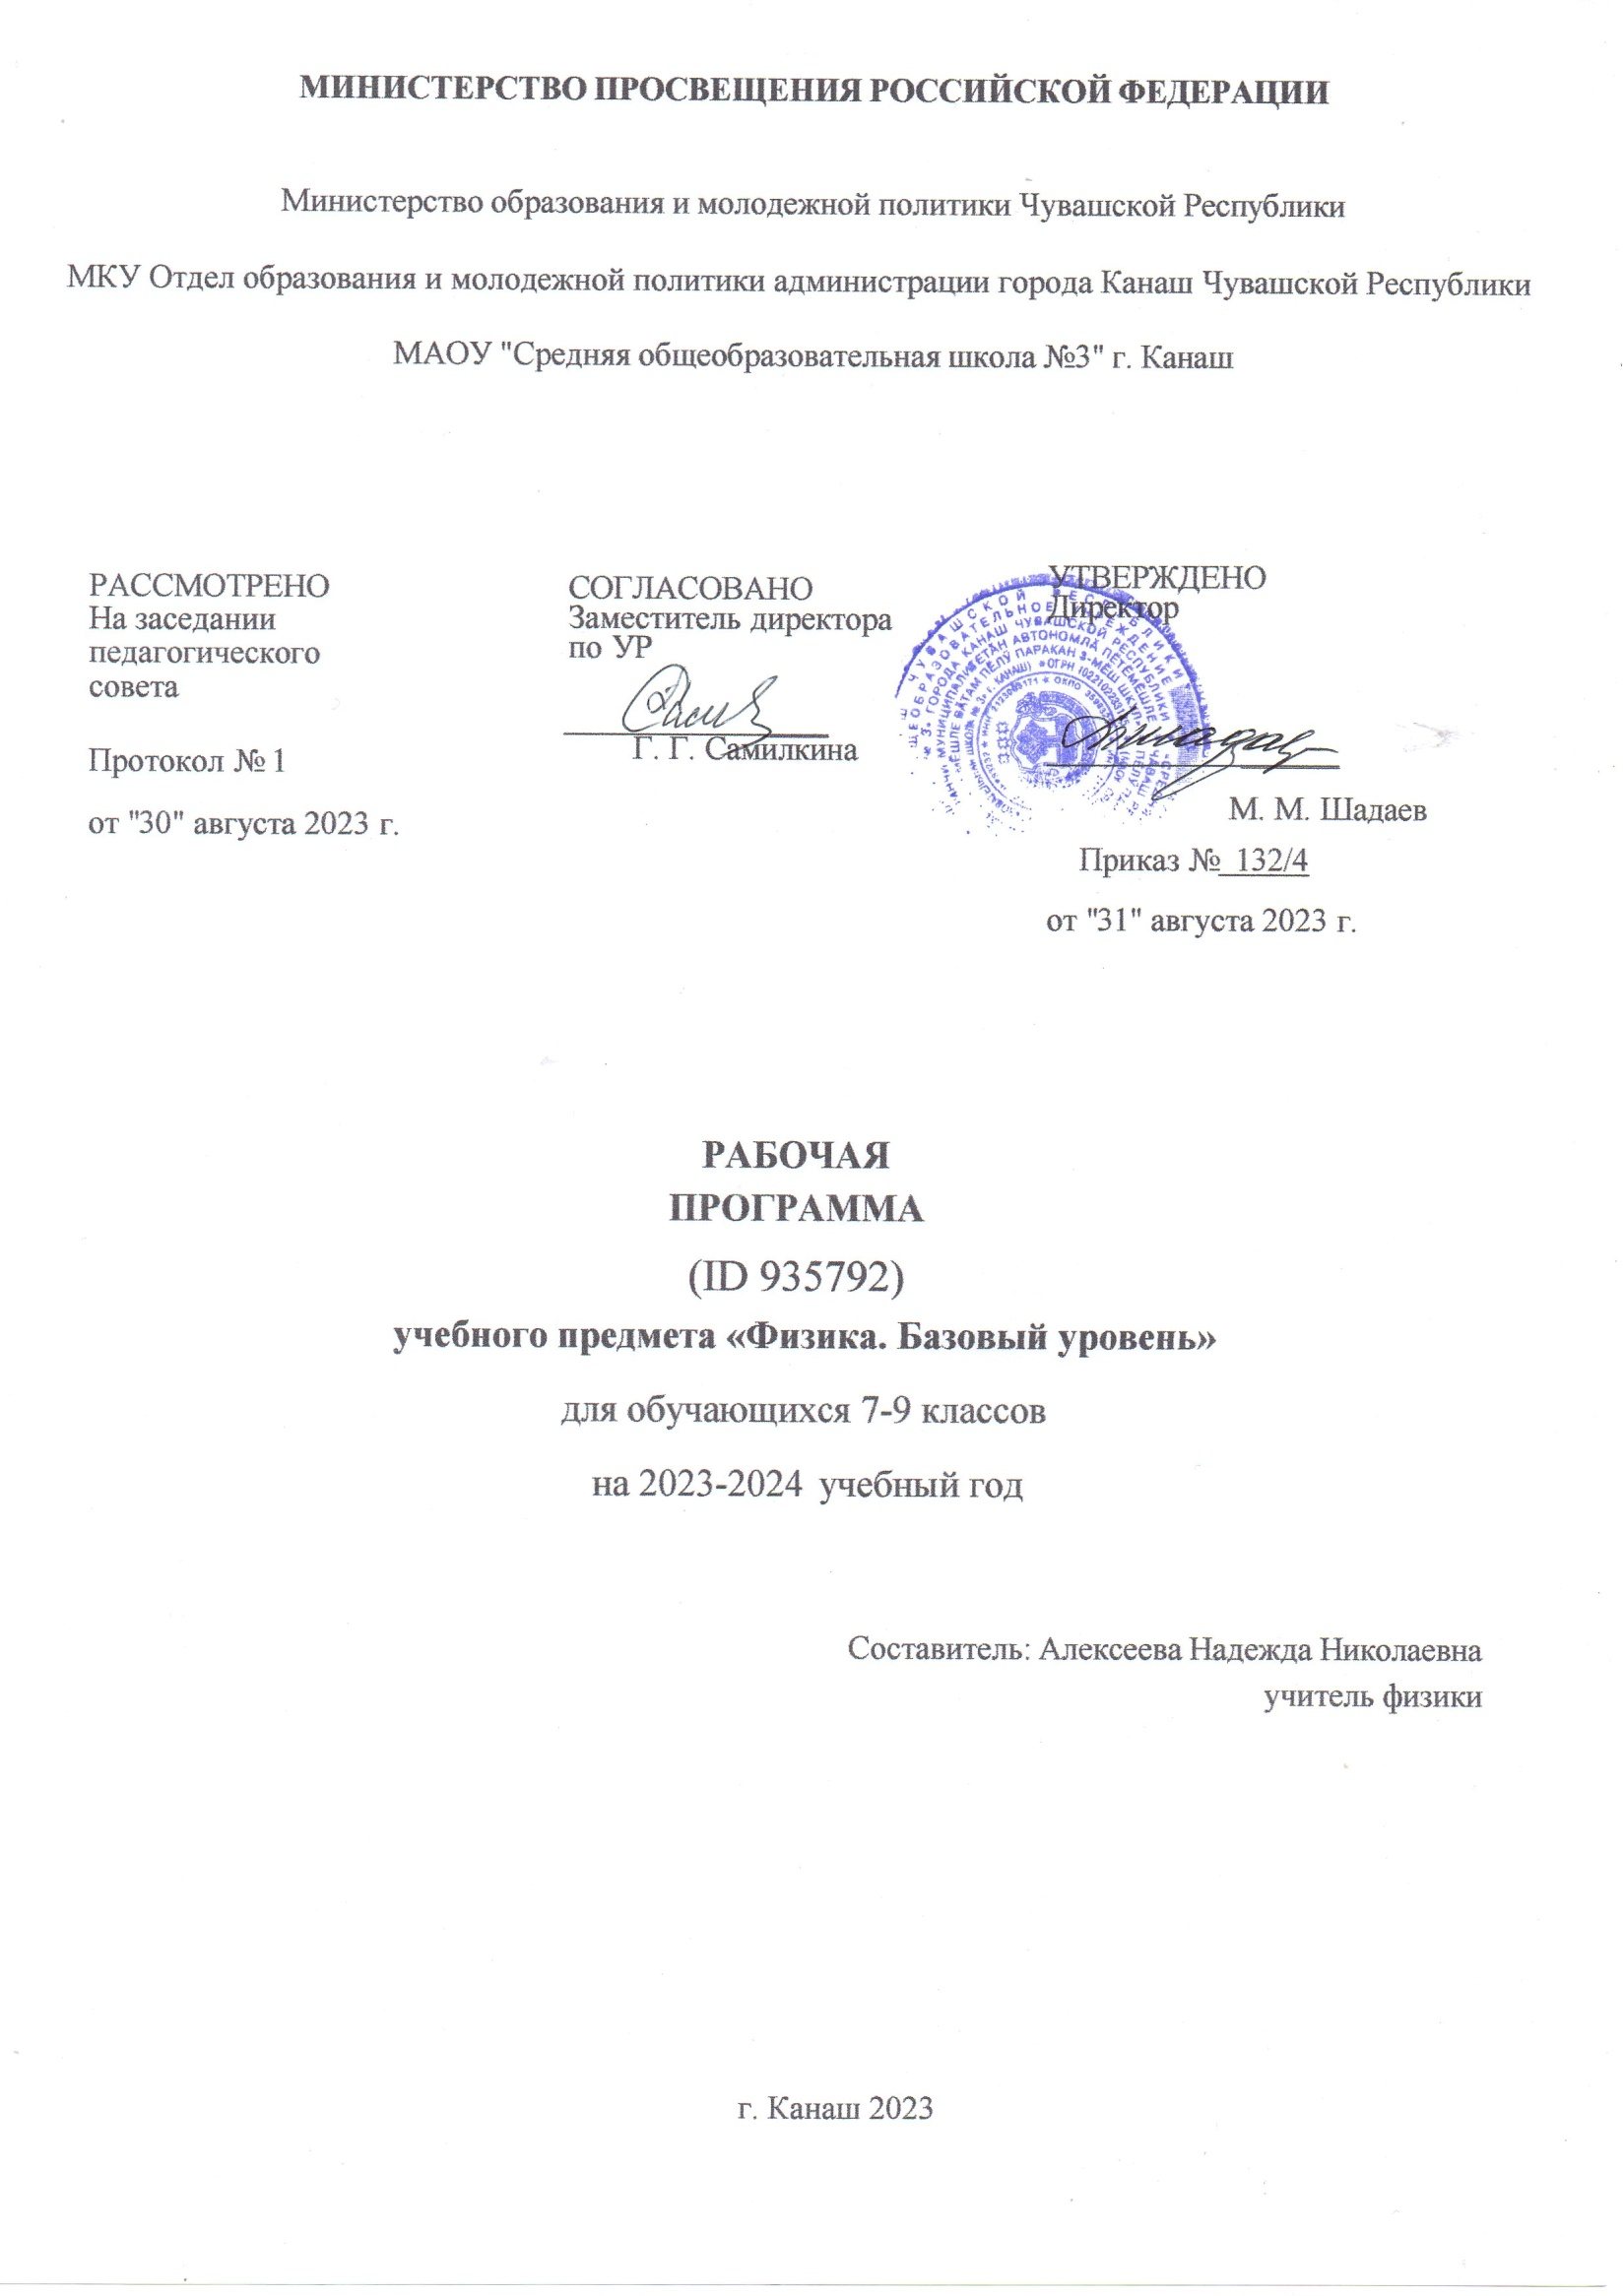 МИНИСТЕРСТВО ПРОСВЕЩЕНИЯ РОССИЙСКОЙ ФЕДЕРАЦИИ
Министерство образования и молодежной политики Чувашской Республики
МКУ Отдел образования и молодежной политики администрации города Канаш Чувашской Республики
МАОУ "Средняя общеобразовательная школа №3" г. Канаш
РАССМОТРЕНО
На заседании
педагогического
совета
Протокол № 1
от "30" августа 2023 г.
СОГЛАСОВАНО
Заместитель директора
по УР
Г. Г. Самилкина
УТВЕРЖДЕНО
Директор
М. М. Шадаев
Приказ № 132/4
от "31" августа 2023 г.
РАБОЧАЯ
ПРОГРАММА
(ID 935792)
учебного предмета «Физика. Базовый уровень»
для обучающихся 7-9 классов
на 2023-2024 учебный год
Составитель: Алексеева Надежда Николаевна
учитель физики
г. Канаш 2023